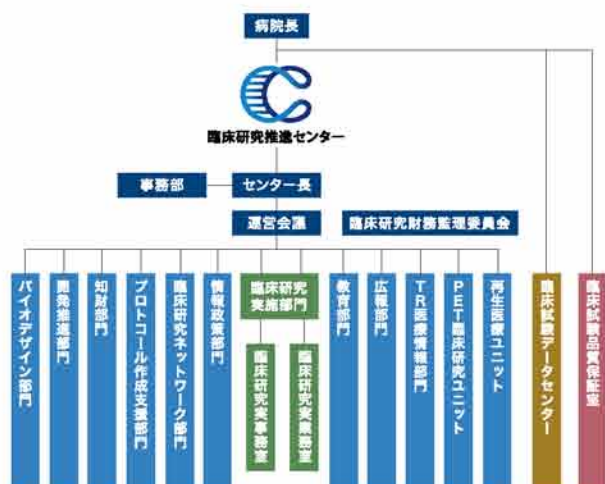 病院長
臨床研究推進センター
事務部
センター長
運営会議
臨床研究財務監理委員会
バイオデザイン部門
開発推進部門
知財部門
プロトコール作成支援部門
臨床研究ネットワーク部門
情報政策部門
臨床研究
実施部門
臨床研究実事務室
臨床研究実業務室
教育部門
広報部門
TR医療情報部門
PET臨床研究ユニット
再生医療ユニット
臨床試験データセンター
臨床試験品質保証室